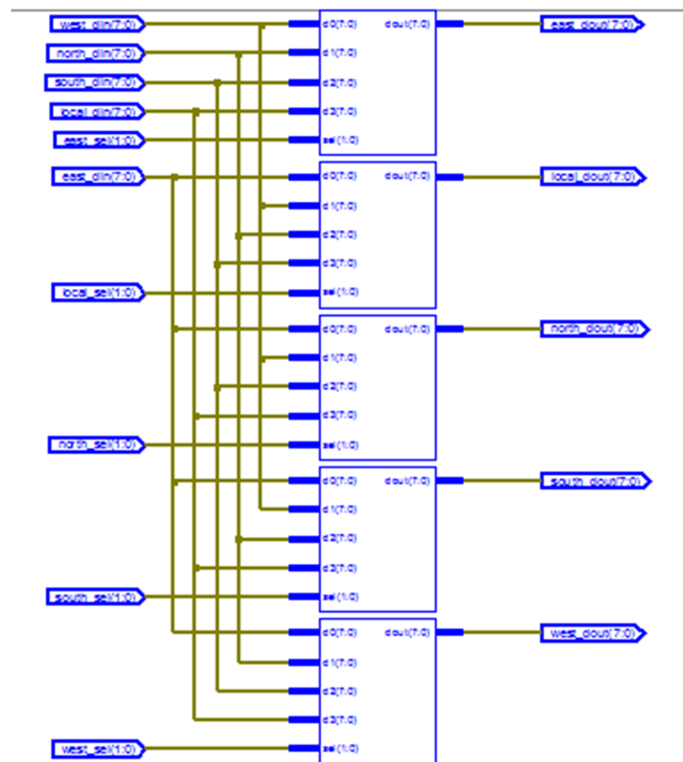 west_din(7:0) d0(7:0) dout(7:0) east_dout(7:0)
north_din(7:0) d1(7:0)
south_din(7:0) d2(7:0)
local_din(7:0) d3(7:0)
east_sel(1:0) sel(1:0)
east_din(7:0) d0(7:0) dout(7:0) local_dout(7:0)
d1(7:0)
d2(7:0)
d3(7:0)
local_sel(1:0) sel(1:0)
d0(7:0) dout(7:0) north_dout(7:0)
d1(7:0)
d2(7:0)
d3(7:0)
north_sel(1:0) sel(1:0)
d0(7:0) dout(7:0) south_dout(7:0)
d1(7:0)
d2(7:0)
d3(7:0)
south_sel(1:0) sel(1:0)
d0(7:0) dout(7:0) west_dout(7:0)
d1(7:0)
d2(7:0)
d3(7:0)
west_sel(1:0) sel(1:0)